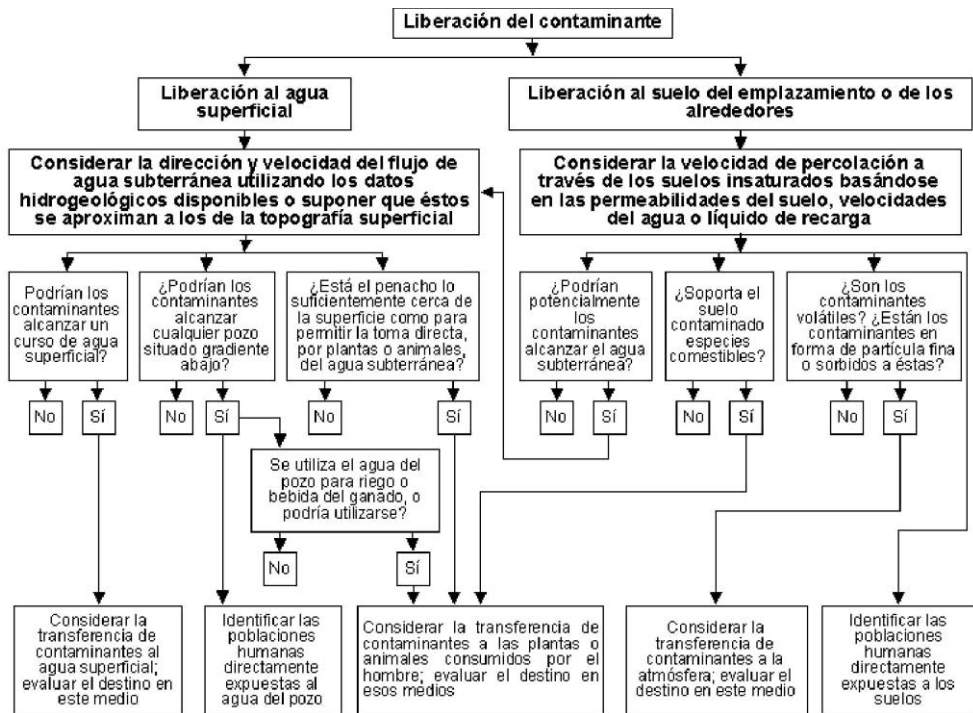 Liberación del contaminante
Liberación al agua
superficial
Liberación al suelo del emplazamiento o de los
alrededores
Considerar la dirección y velocidad del flujo de
agua subterránea utilizando los datos
hidrogeológicos disponibles o suponer que éstos
se aproximan a los de la topografía superficial
Considerar la velocidad de percolación a
través de los suelos insaturados basándose
en las permeabilidades del suelo, velocidades
del agua o líquido de recarga
Podrían los
contaminantes
alcanzar un
curso de agua
superficial?
¿Podrían los
contaminantes
alcanzar
cualquier pozo
situado gradiente
abajo?
¿Está el penacho lo
suficientemente cerca de
la superficie como para
permitir la toma directa,
por plantas o animales,
del agua subterránea?
¿Podrían
potencialmente
los
contaminantes
alcanzar el agua
subterránea?
¿Soporta el
suelo
contaminado
especies
comestibles?
¿Son los
contaminantes
volátiles? ¿Están los
contaminantes en
forma de partícula fina
o sorbidos a éstas?
No
Sí
No
Sí
No
Sí
No
Sí
No
Sí
No
Sí
Se utiliza el agua del
pozo para riego o
bebida del ganado, o
podría utilizarse?
No
Sí
Considerar la
transferencia de
contaminantes al
agua superficial;
evaluar el destino en
este medio
Identificar las
poblaciones
humanas
directamente
expuestas al
agua del pozo
Considerar la transferencia de
contaminantes a las plantas o
animales consumidos por el
hombre; evaluar el destino en
esos medios
Considerar la
transferencia de
contaminantes a la
atmósfera; evaluar el
destino en este medio
Identificar las
poblaciones
humanas
directamente
expuestas a los
suelos